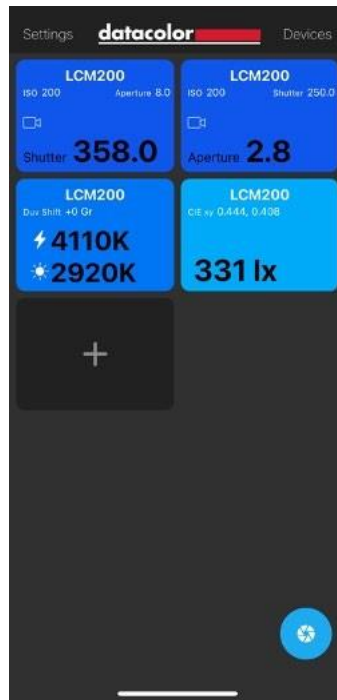 Settings datacolor Devices
LCM200
ISO 200 Aperture 8.0
Shutter 358.0
LCM200
ISO 200 Shutter 250.0
Aperture 2.8
LCM200
Duv Shift +0 Gr
4110K
2920K
LCM200
CIE xy 0.444, 0.408
331 lx